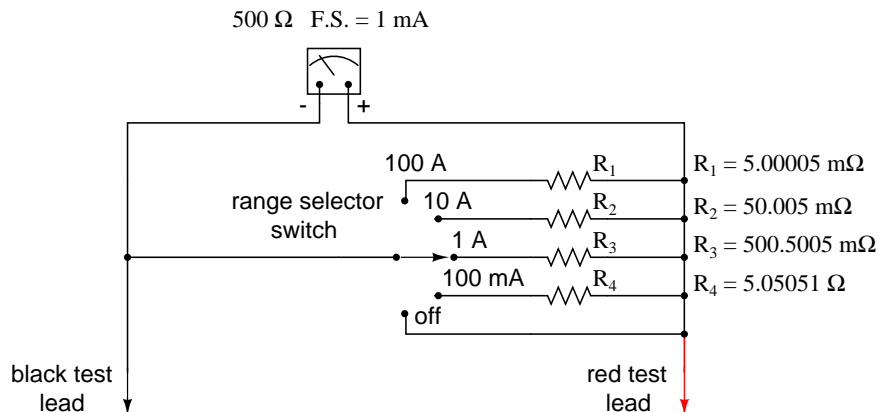 500 Ω F.S. = 1 mA
- +
100 A R₁ R₁ = 5.00005 mΩ
10 A R₂ R₂ = 50.005 mΩ
range selector
switch
1 A R₃ R₃ = 500.5005 mΩ
100 mA R₄ R₄ = 5.05051 Ω
off
black test
lead
red test
lead